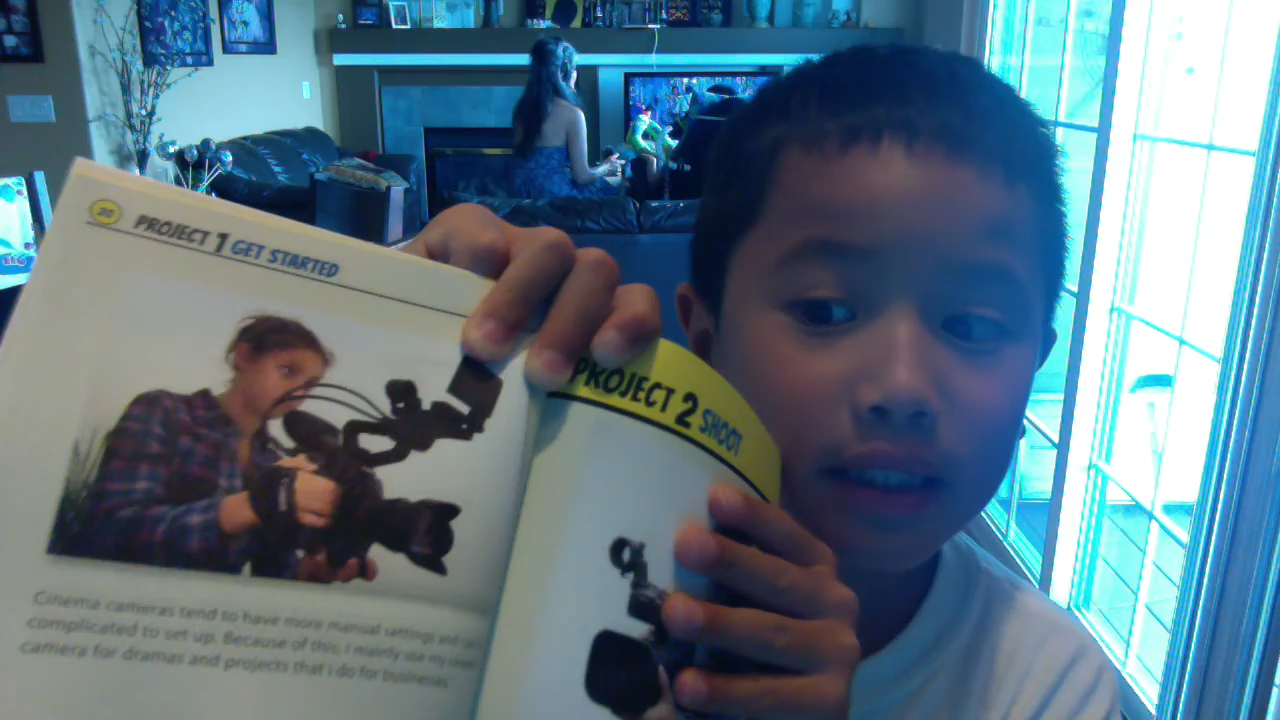 20 PROJECT 1 GET STARTED
Cinema cameras tend to have more manual settings and
complicated to set up. Because of this, I mainly use my
camera for dramas and projects that i do for business
PROJECT 2 SHOOT